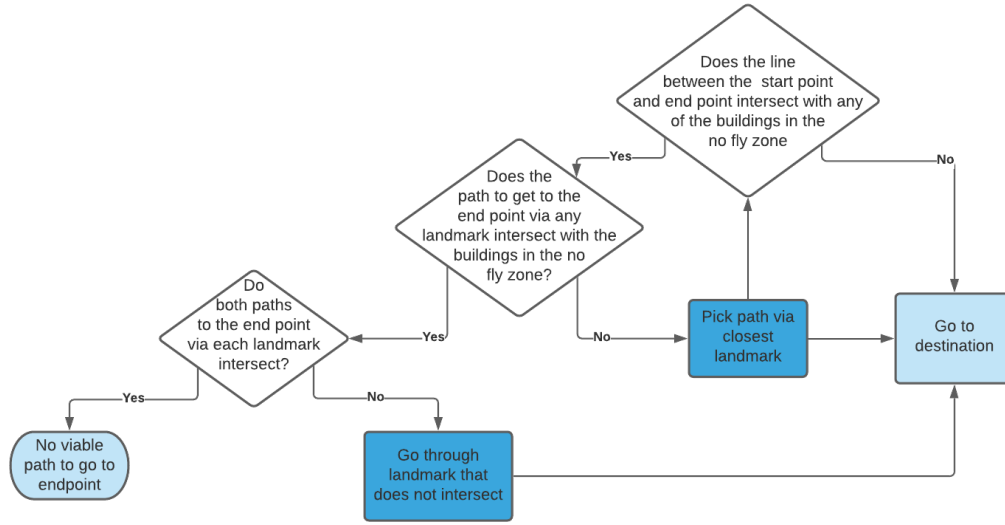 Does the line
between the start point
and end point intersect with any
of the buildings in the
no fly zone
Yes
No
Does the
path to get to the
end point via any
landmark intersect with the
buildings in the no
fly zone?
Yes
No
Do
both paths
to the end point
via each landmark
intersect?
Pick path via
closest
landmark
Go to
destination
Yes
No
No viable
path to go to
endpoint
Go through
landmark that
does not intersect